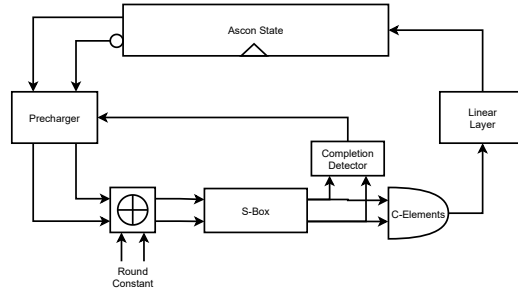 Ascon State
Precharger
Linear
Layer
Completion
Detector
S-Box
C-Elements
Round
Constant